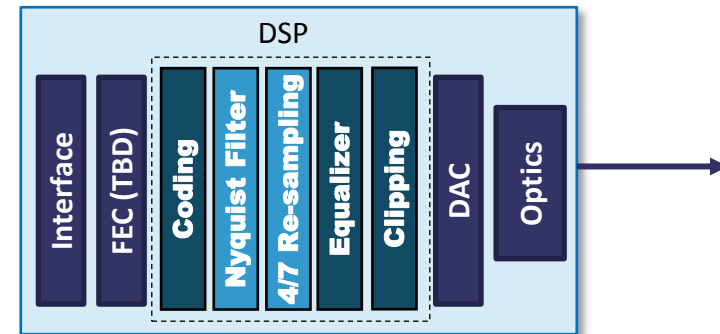 DSP
Interface
FEC (TBD)
Coding
Nyquist Filter
4/7 Re-sampling
Equalizer
Clipping
DAC
Optics